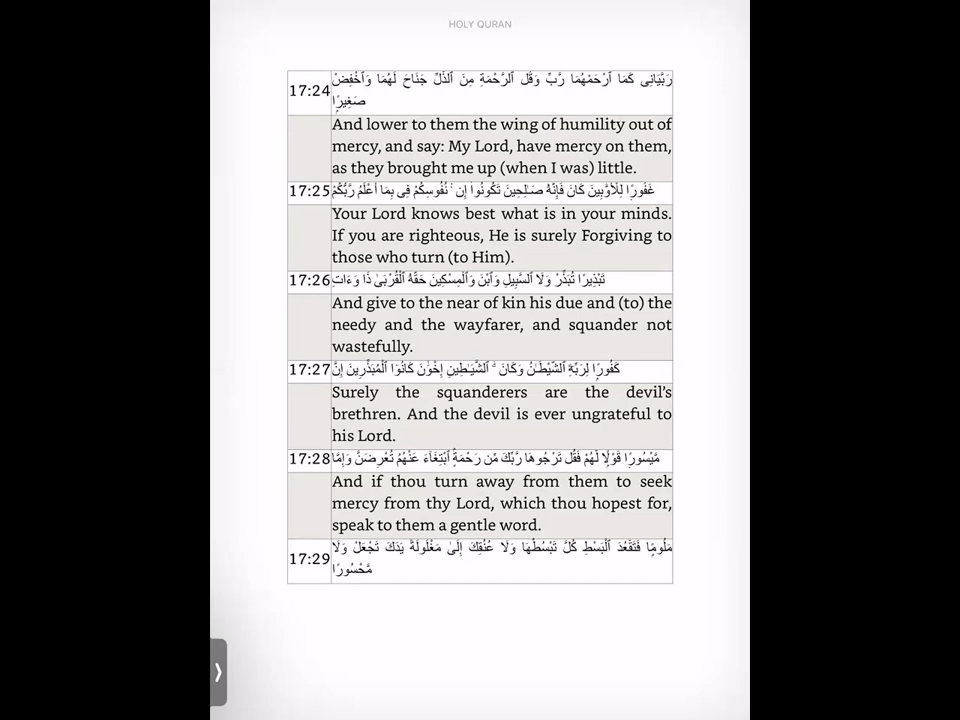 HOLY QURAN
17:24
رَبَّيَانِى كَمَا ٱرْحَمْهُمَا رَّبِّ وَقُل ٱلرَّحْمَةِ مِنَ ٱلذُّلِّ جَنَاحَ لَهُمَا وَٱخْفِضْ
صَغِيرًا
And lower to them the wing of humility out of
mercy, and say: My Lord, have mercy on them,
as they brought me up (when I was) little.
17:25
غَفُورًا لِلْأَوَّٰبِينَ كَانَ فَإِنَّهُۥ صَـٰلِحِينَ تَكُونُوا۟ إِن ۚ نُفُوسِكُمْ فِى بِمَا أَعْلَمُ رَّبُّكُمْ
Your Lord knows best what is in your minds.
If you are righteous, He is surely Forgiving to
those who turn (to Him).
17:26
تَبْذِيرًا تُبَذِّرْ وَلَا ٱلسَّبِيلِ وَٱبْنَ وَٱلْمِسْكِينَ حَقَّهُۥ ٱلْقُرْبَىٰ ذَا وَءَاتِ
And give to the near of kin his due and (to) the
needy and the wayfarer, and squander not
wastefully.
17:27
كَفُورًا لِرَبِّهِۦ ٱلشَّيْطَـٰنُ وَكَانَ ۖ ٱلشَّيَـٰطِينِ إِخْوَٰنَ كَانُوٓا۟ ٱلْمُبَذِّرِينَ إِنَّ
Surely the squanderers are the devil’s
brethren. And the devil is ever ungrateful to
his Lord.
17:28
مَّيْسُورًا قَوْلًا لَّهُمْ فَقُل تَرْجُوهَا رَّبِّكَ مِّن رَحْمَةٍ ٱبْتِغَآءَ عَنْهُمُ تُعْرِضَنَّ وَإِمَّا
And if thou turn away from them to seek
mercy from thy Lord, which thou hopest for,
speak to them a gentle word.
17:29
مَلُومًا فَتَقْعُدَ ٱلْبَسْطِ كُلَّ تَبْسُطْهَا وَلَا عُنُقِكَ إِلَىٰ مَغْلُولَةً يَدَكَ تَجْعَلْ وَلَا
مَّحْسُورًا